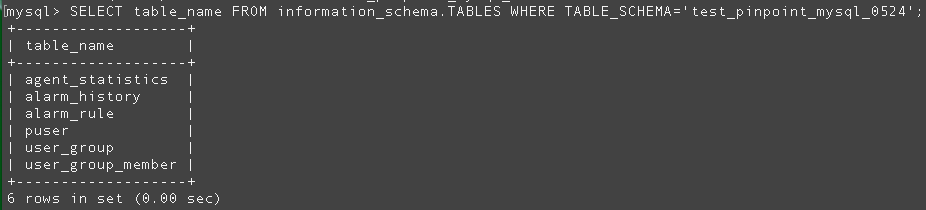 mysql> SELECT table_name FROM information_schema.TABLES WHERE TABLE_SCHEMA='test_pinpoint_mysql_0524';
+-------------------+
| table_name        |
+-------------------+
| agent_statistics  |
| alarm_history     |
| alarm_rule        |
| puser             |
| user_group        |
| user_group_member |
+-------------------+
6 rows in set (0.00 sec)